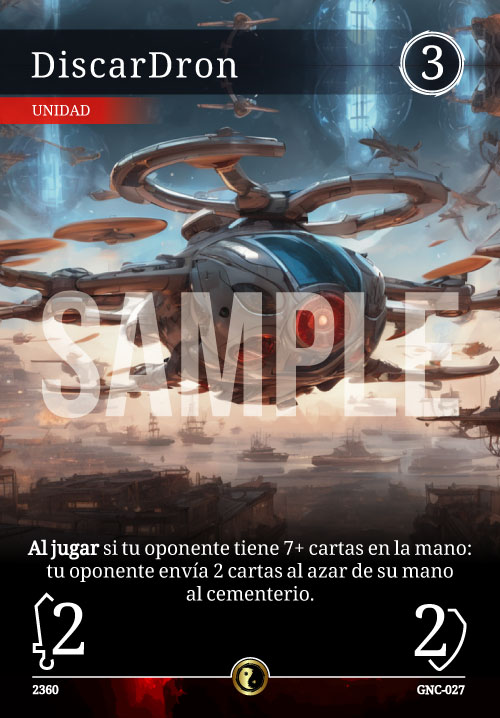 DiscarDron
3
UNIDAD
SAMPLE
Al jugar si tu oponente tiene 7+ cartas en la mano:
tu oponente envía 2 cartas al azar de su mano
al cementerio.
2
2
2360
GNC-027